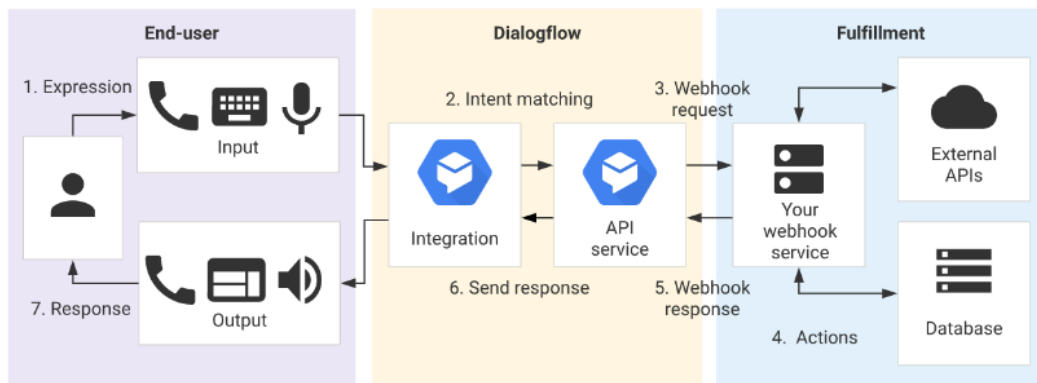 End-user
Dialogflow
Fulfillment
1. Expression
Input
2. Intent matching
3. Webhook
request
External
APIs
Integration
API
service
Your
webhook
service
7. Response
Output
6. Send response
5. Webhook
response
4. Actions
Database